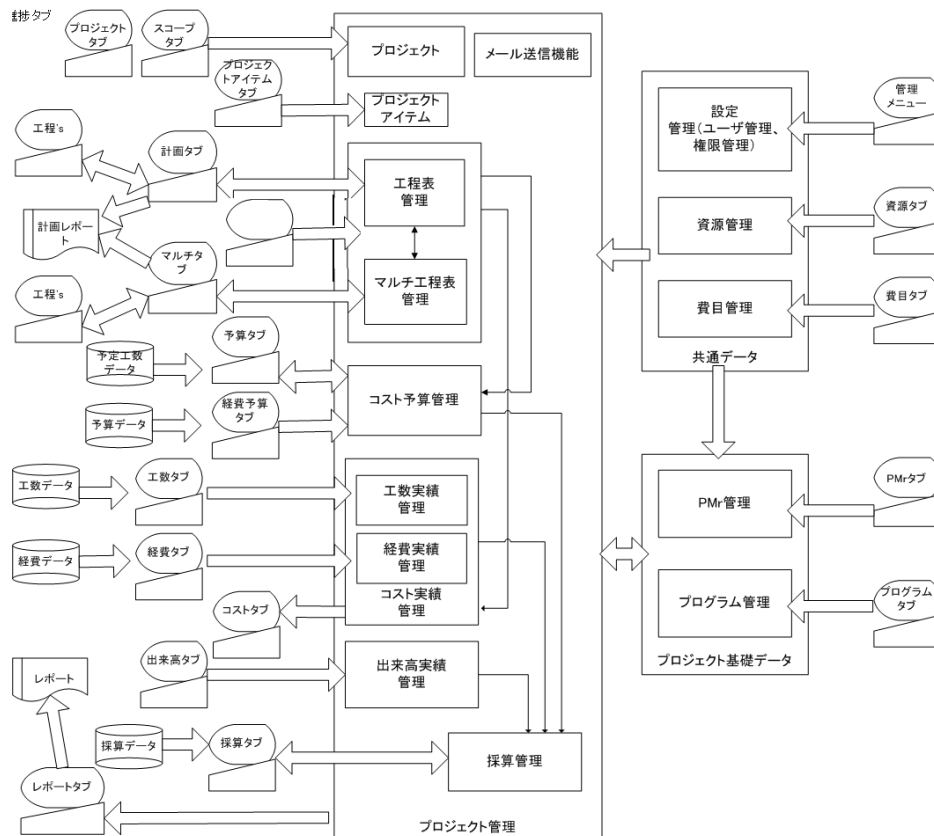 進捗タブ
プロジェクト
タブ
スコープ
タブ
プロジェクト
メール送信機能
プロジェク
トアイテム
タブ
プロジェクト
アイテム
管理
メニュー
設定
管理(ユーザ管理、
権限管理)
工程's
計画タブ
工程表
管理
資源管理
資源タブ
計画レポー
ト
マルチタ
ブ
マルチ工程表
管理
工程's
費目管理
費目タブ
共通データ
予定工数
データ
予算タブ
コスト予算管理
予算データ
経費予算
タブ
工数データ
工数タブ
工数実績
管理
PMr管理
PMrタブ
経費データ
経費タブ
経費実績
管理
コスト実績
管理
コストタブ
プログラム管理
プログラム
タブ
プロジェクト基礎データ
出来高タブ
出来高実績
管理
レポート
採算データ
採算タブ
採算管理
レポートタブ
プロジェクト管理